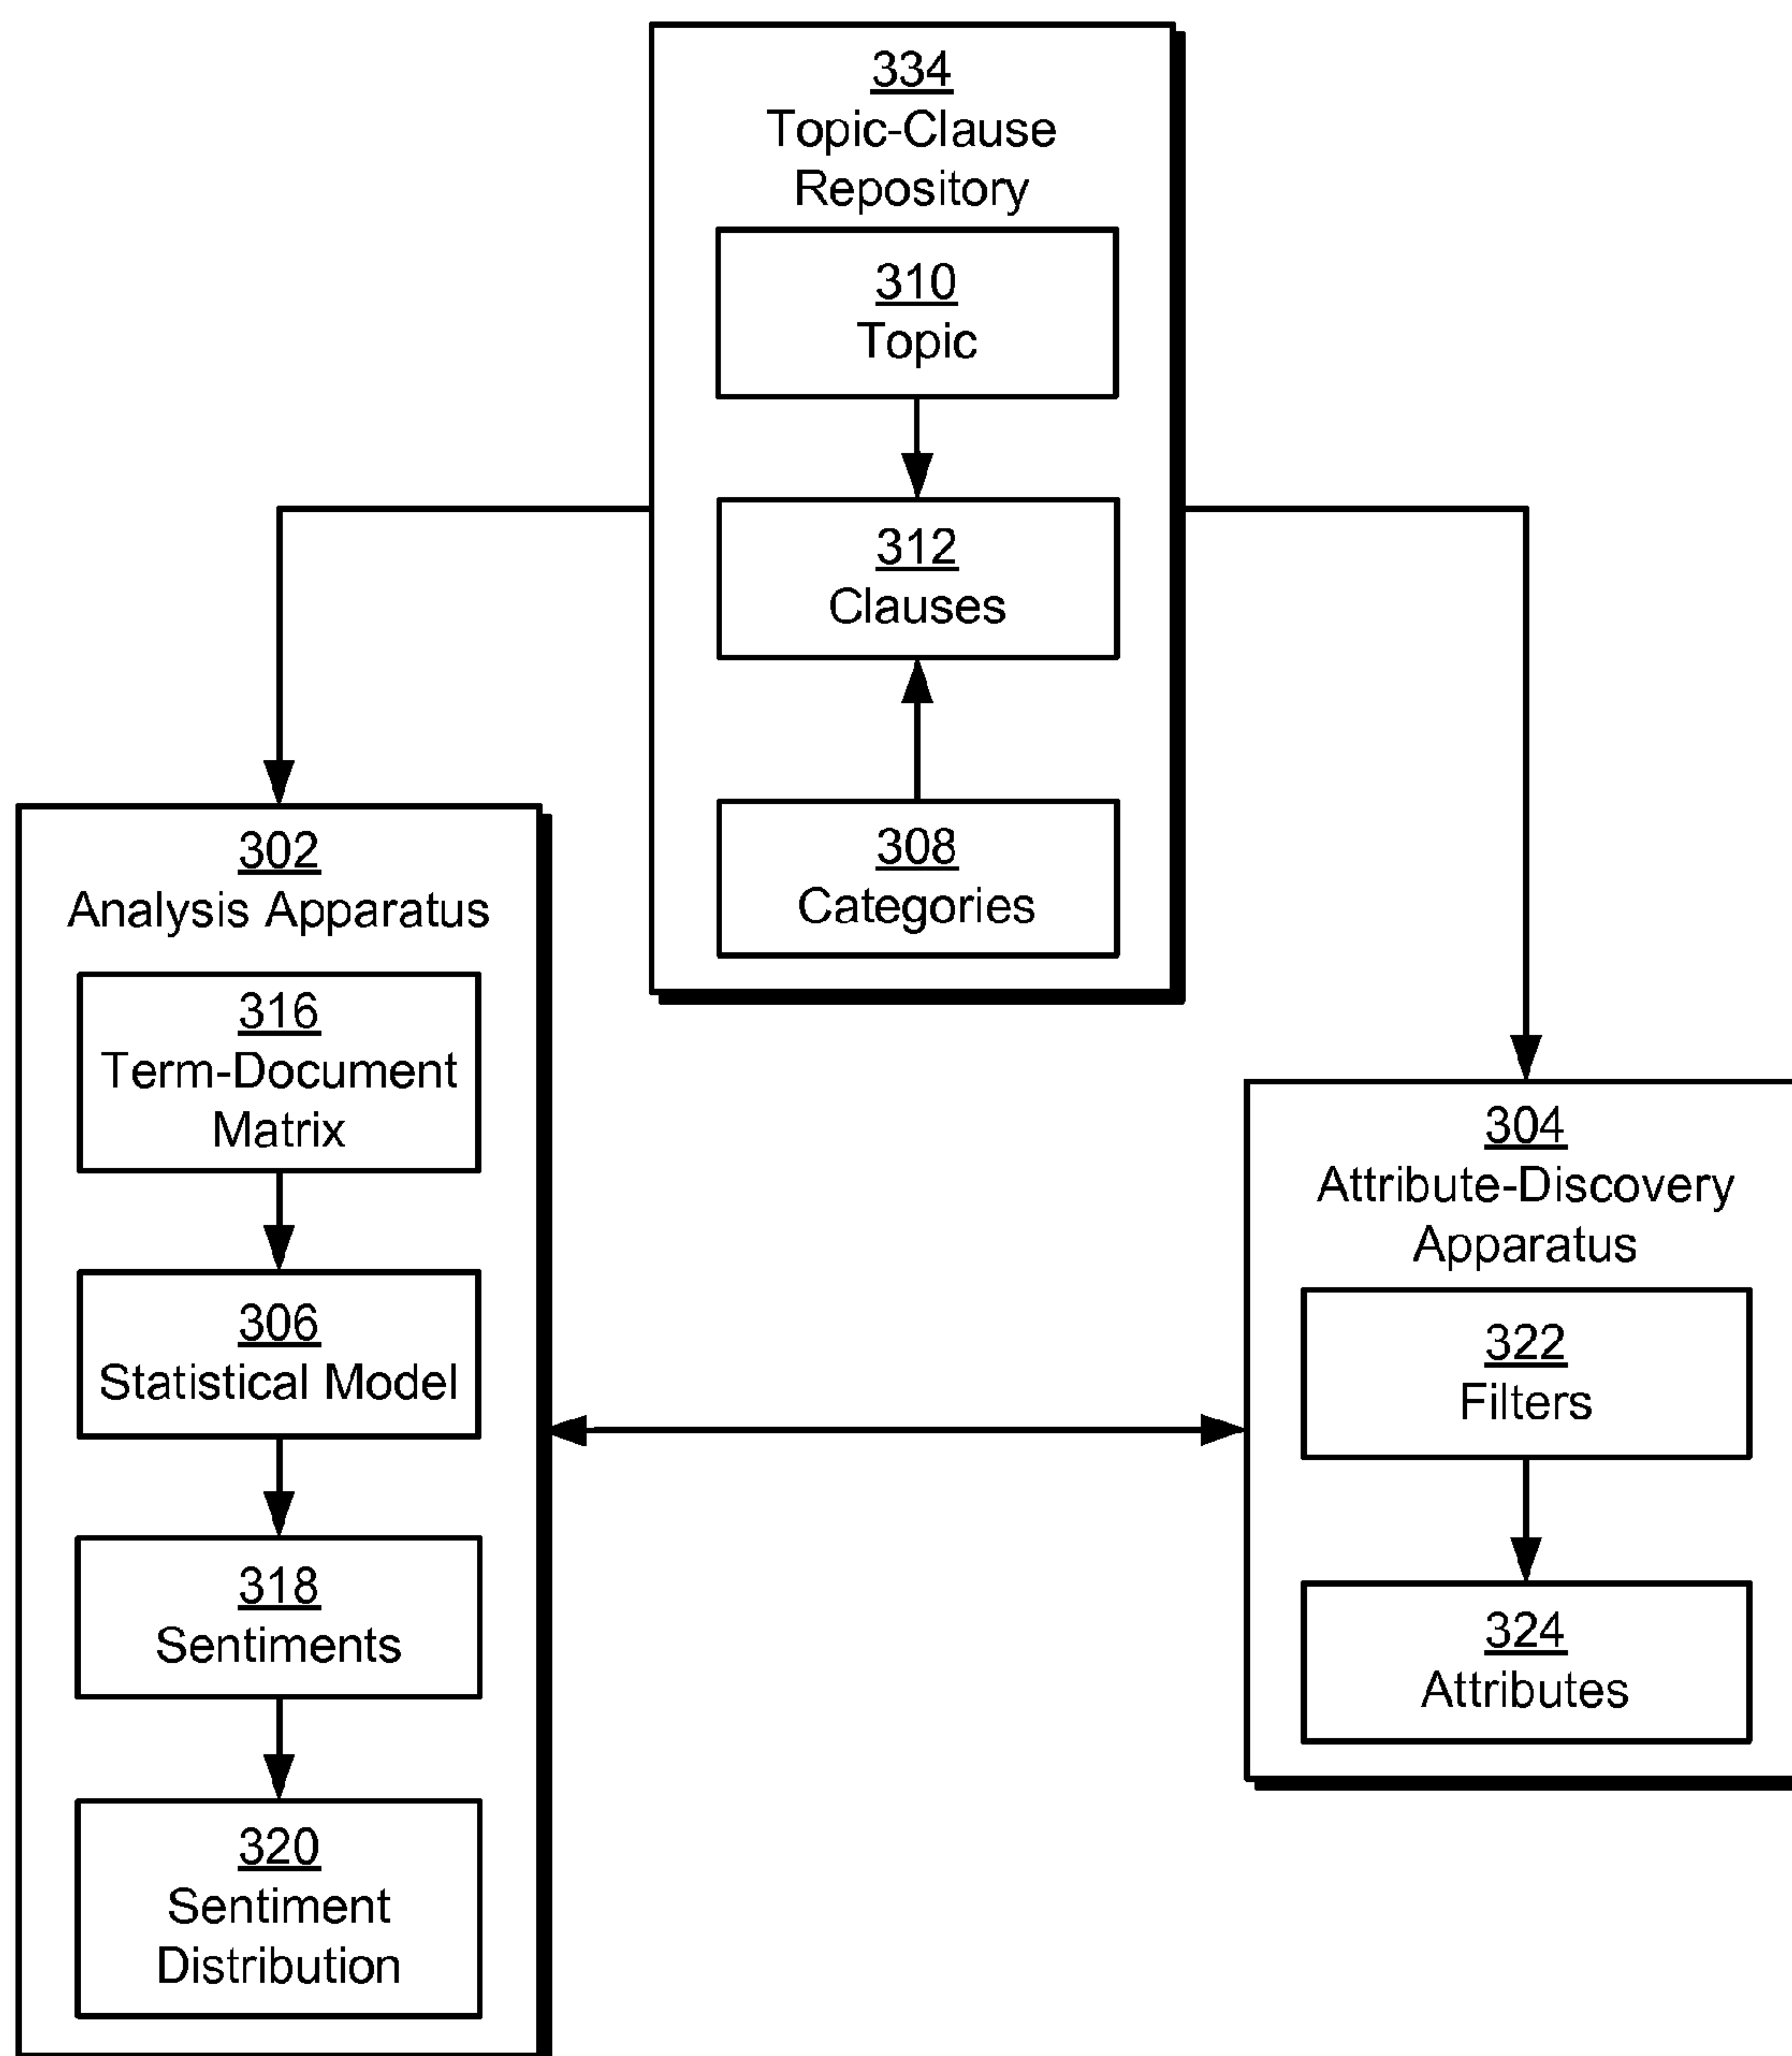 334
Topic-Clause
Repository
310
Topic
312
Clauses
308
Categories
302
Analysis Apparatus
316
Term-Document
Matrix
306
Statistical Model
318
Sentiments
320
Sentiment
Distribution
304
Attribute-Discovery
Apparatus
322
Filters
324
Attributes